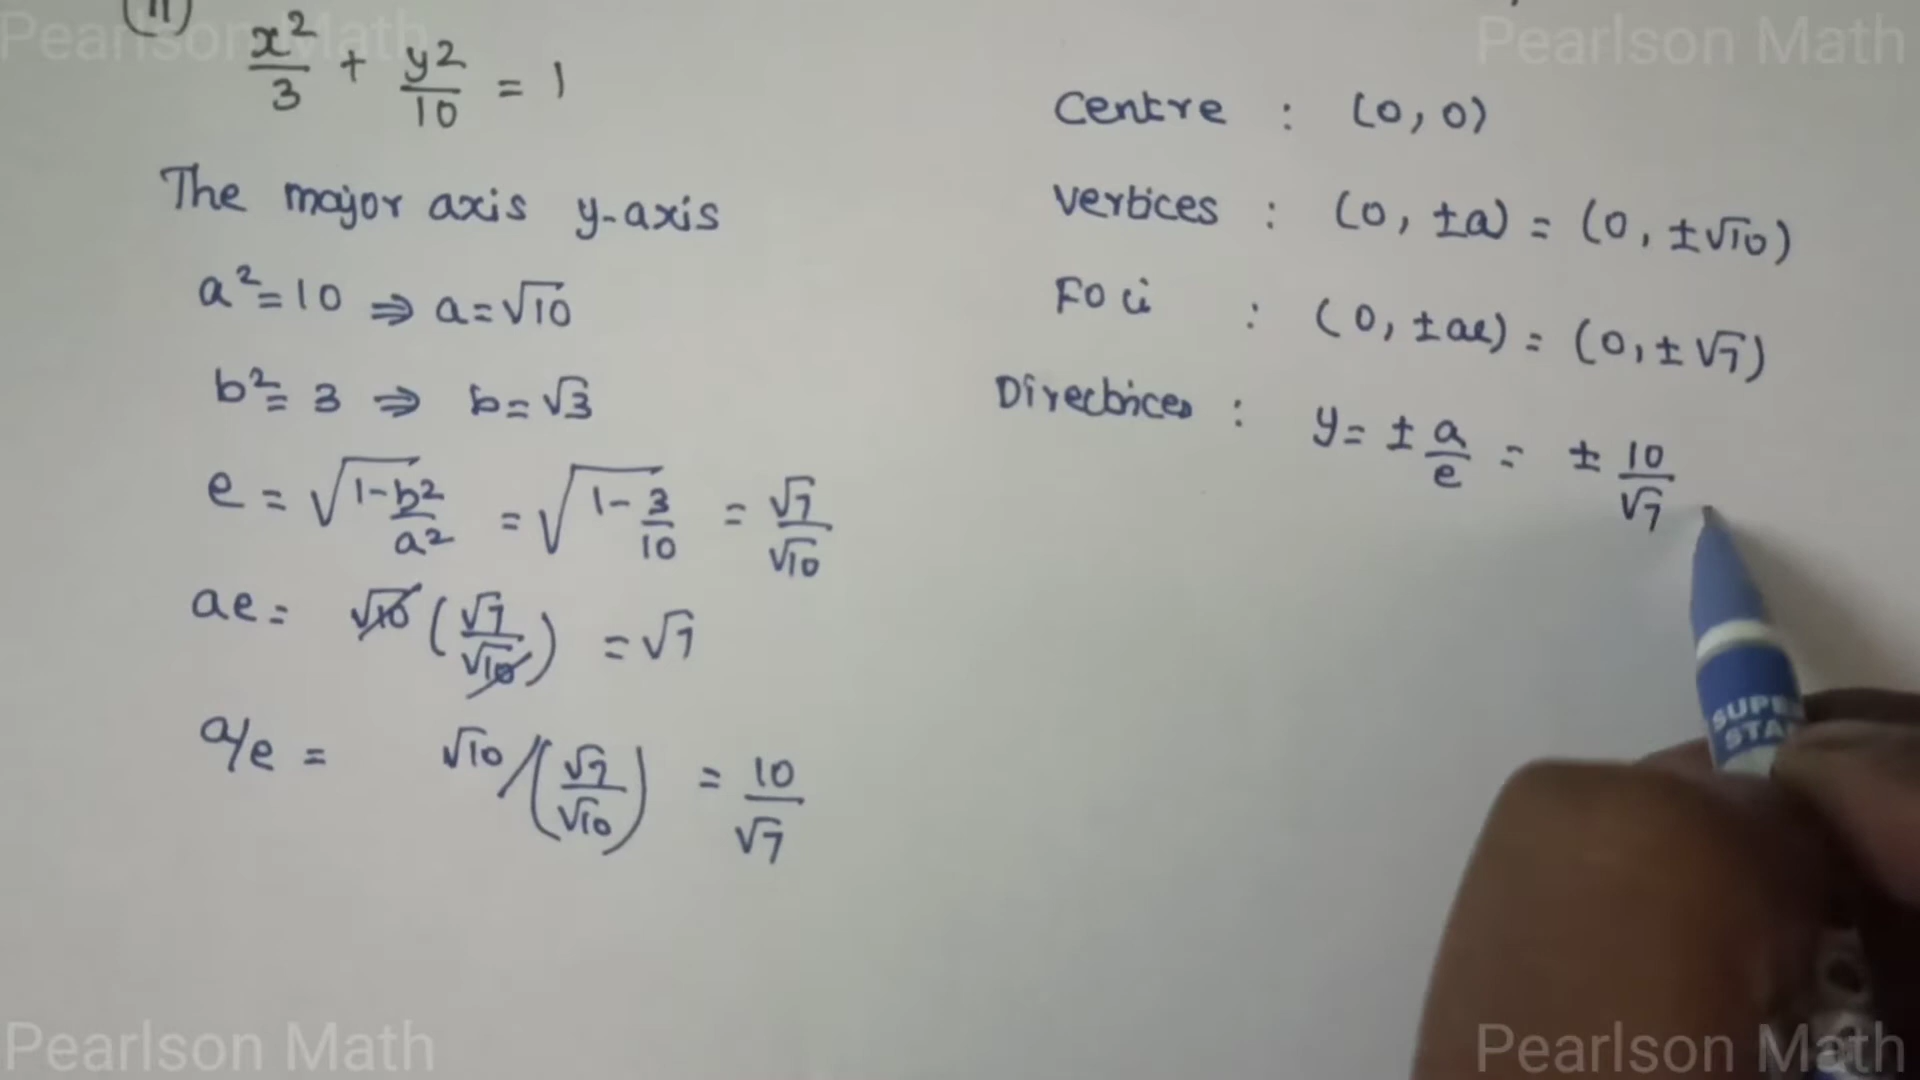 (ii)
x²/3 + y²/10 = 1
The major axis y-axis
a² = 10 ⇒ a = √10
b² = 3 ⇒ b = √3
e = √(1 - b²/a²) = √(1 - 3/10) = √7/√10
ae = √10 (√7/√10) = √7
a/e = √10/(√7/√10) = 10/√7
Centre : (0, 0)
Vertices : (0, ±a) = (0, ±√10)
Foci : (0, ±ae) = (0, ±√7)
Directrices : y = ± a/e = ± 10/√7
SUPE
STA
Pearlson Math
Pearlson Math
Pearlson Math
Pearlson Math